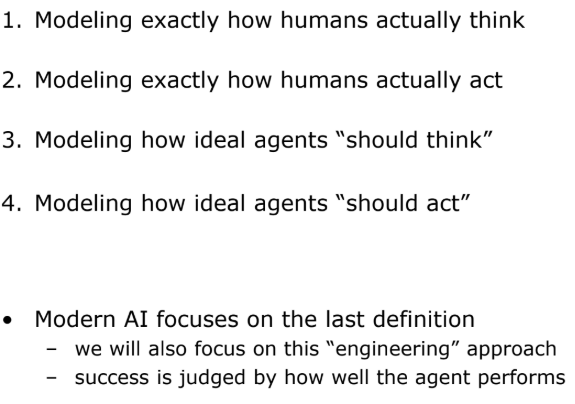 1. Modeling exactly how humans actually think
2. Modeling exactly how humans actually act
3. Modeling how ideal agents “should think”
4. Modeling how ideal agents “should act”
• Modern AI focuses on the last definition
– we will also focus on this “engineering” approach
– success is judged by how well the agent performs